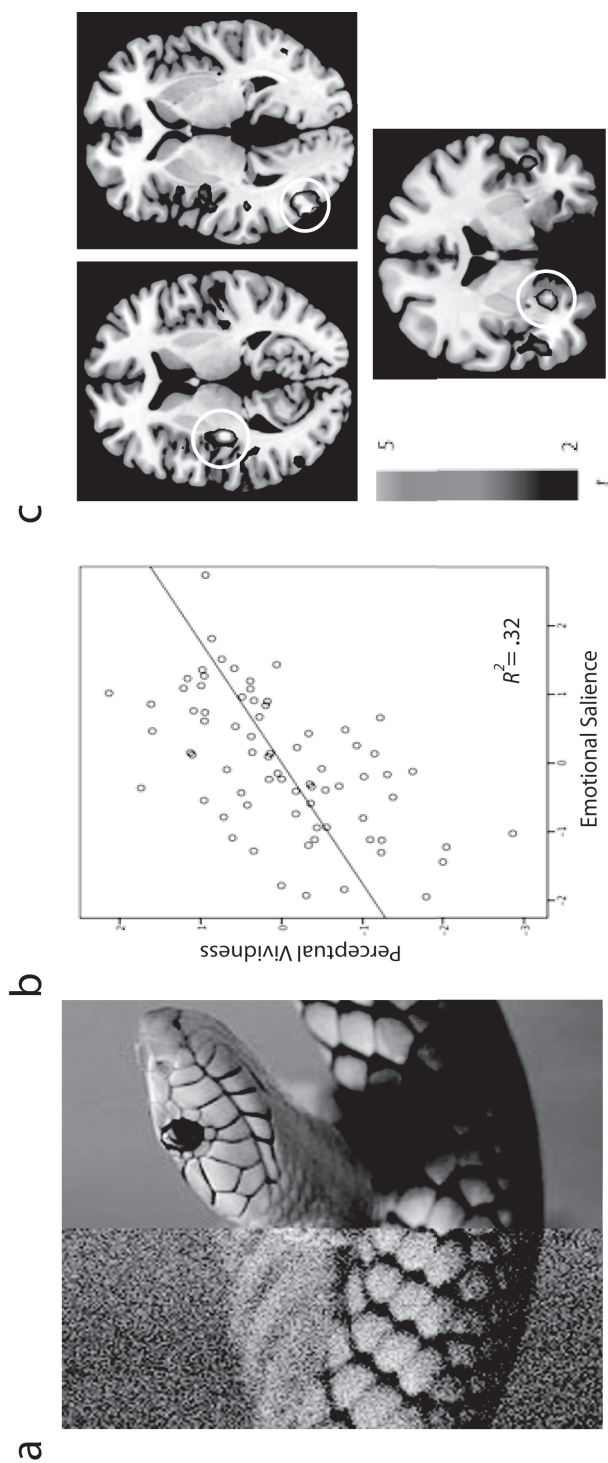 a
b
Perceptual Vividness
2
1
0
-1
-2
-3
-2
-1
0
1
2
R² = .32
Emotional Salience
c
5
2
r